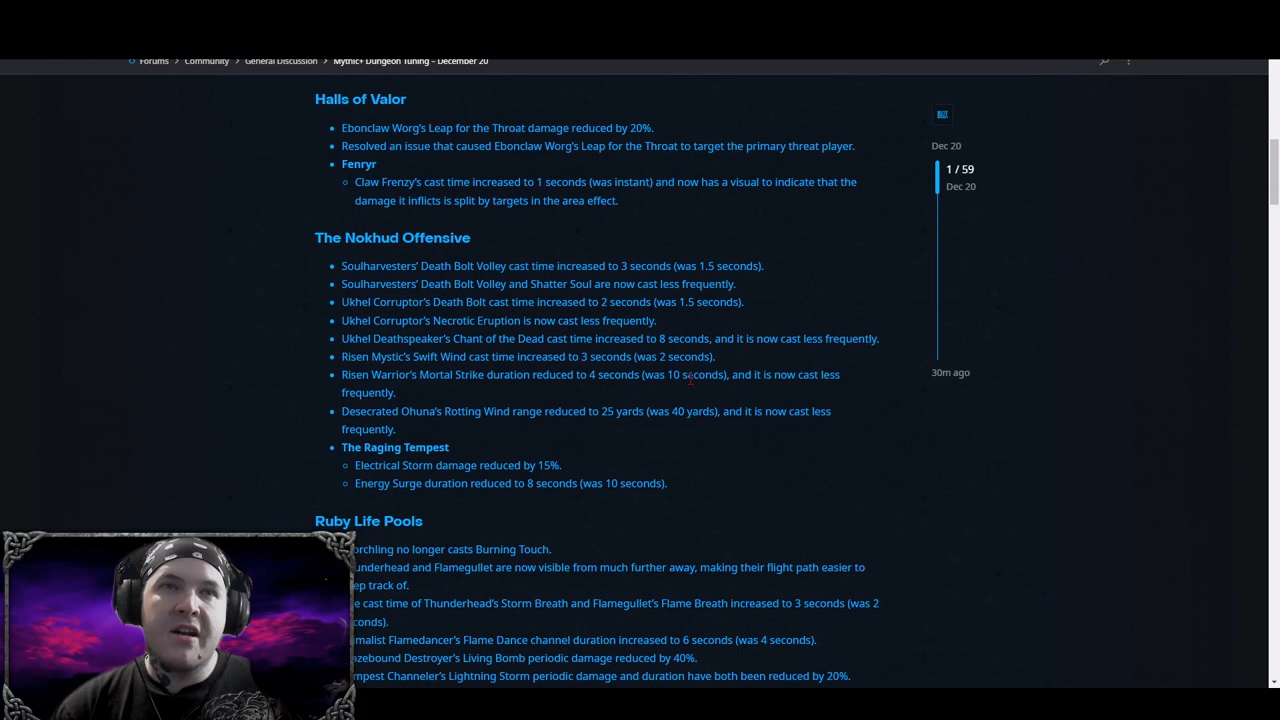 Forums > Community > General Discussion > Mythic+ Dungeon Tuning – December 20
Halls of Valor
Ebonclaw Worg's Leap for the Throat damage reduced by 20%.
Resolved an issue that caused Ebonclaw Worg's Leap for the Throat to target the primary threat player.
Fenryr
Claw Frenzy's cast time increased to 1 seconds (was instant) and now has a visual to indicate that the
damage it inflicts is split by targets in the area effect.
Dec 20
1 / 59
Dec 20
The Nokhud Offensive
Soulharvesters' Death Bolt Volley cast time increased to 3 seconds (was 1.5 seconds).
Soulharvesters' Death Bolt Volley and Shatter Soul are now cast less frequently.
Ukhel Corruptor's Death Bolt cast time increased to 2 seconds (was 1.5 seconds).
Ukhel Corruptor's Necrotic Eruption is now cast less frequently.
Ukhel Deathspeaker's Chant of the Dead cast time increased to 8 seconds, and it is now cast less frequently.
Risen Mystic's Swift Wind cast time increased to 3 seconds (was 2 seconds).
Risen Warrior's Mortal Strike duration reduced to 4 seconds (was 10 seconds), and it is now cast less
frequently.
30m ago
Desecrated Ohuna's Rotting Wind range reduced to 25 yards (was 40 yards), and it is now cast less
frequently.
The Raging Tempest
Electrical Storm damage reduced by 15%.
Energy Surge duration reduced to 8 seconds (was 10 seconds).
Ruby Life Pools
orchling no longer casts Burning Touch.
underhead and Flamegullet are now visible from much further away, making their flight path easier to
ep track of.
e cast time of Thunderhead's Storm Breath and Flamegullet's Flame Breath increased to 3 seconds (was 2
conds).
malist Flamedancer's Flame Dance channel duration increased to 6 seconds (was 4 seconds).
azebound Destroyer's Living Bomb periodic damage reduced by 40%.
mpest Channeler's Lightning Storm periodic damage and duration have both been reduced by 20%.